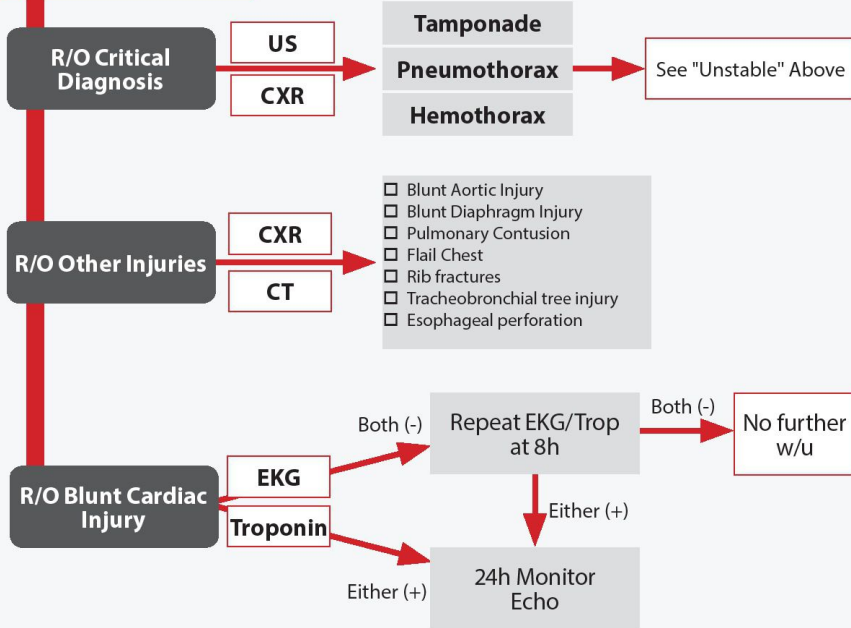 R/O Critical
Diagnosis
US
CXR
Tamponade
Pneumothorax
Hemothorax
See "Unstable" Above
R/O Other Injuries
CXR
CT
Blunt Aortic Injury
Blunt Diaphragm Injury
Pulmonary Contusion
Flail Chest
Rib fractures
Tracheobronchial tree injury
Esophageal perforation
R/O Blunt Cardiac
Injury
EKG
Troponin
Both (-)
Repeat EKG/Trop
at 8h
Both (-)
No further
w/u
Either (+)
Either (+)
24h Monitor
Echo